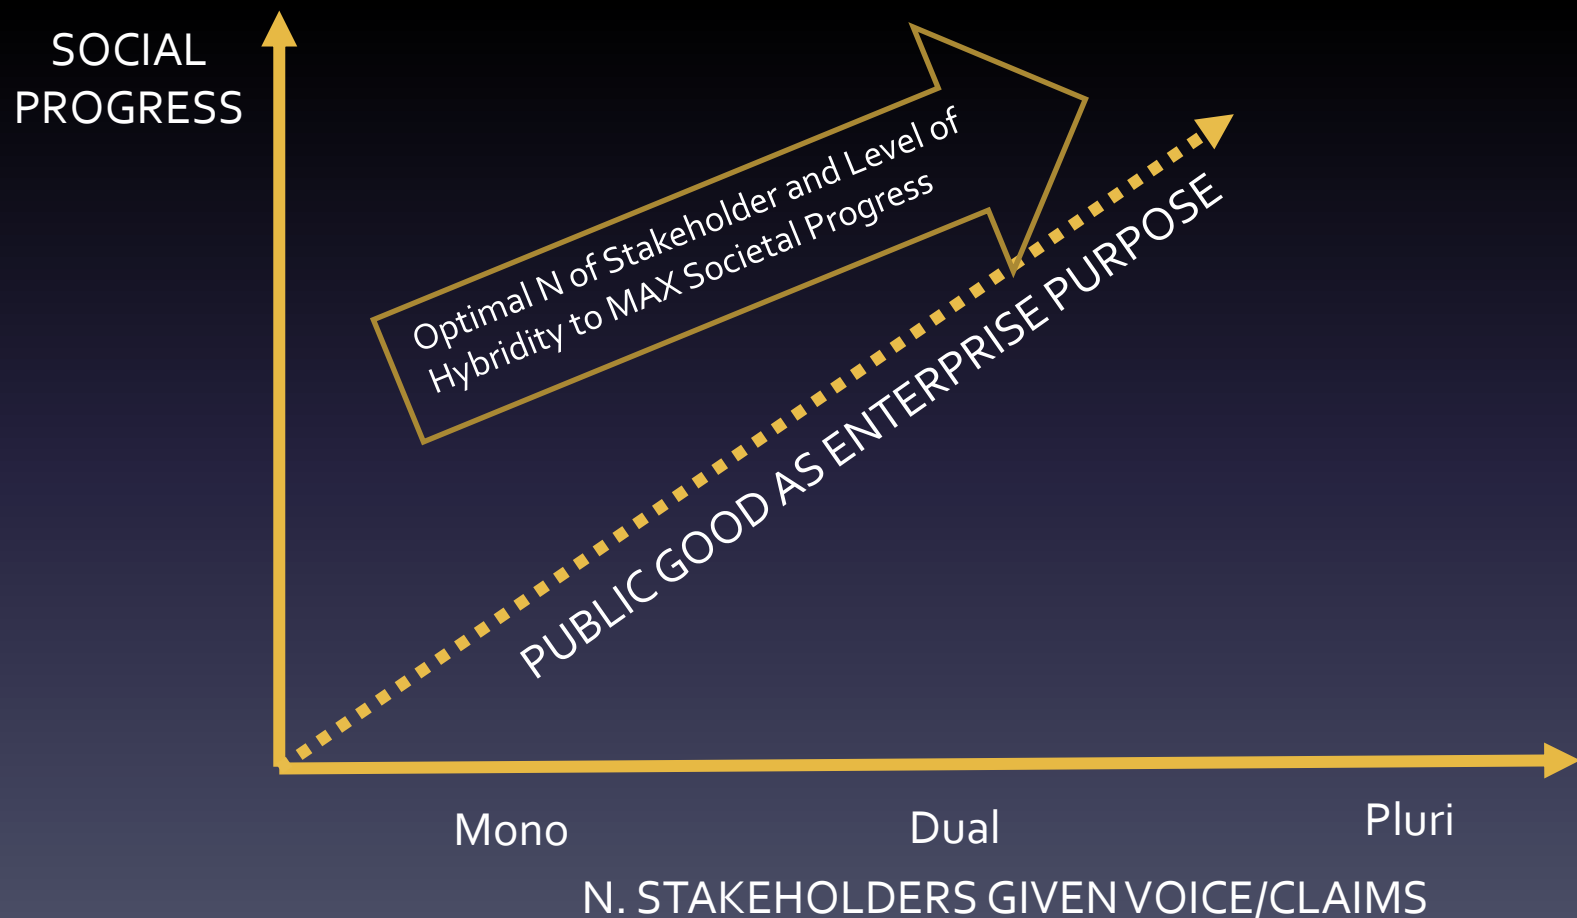 SOCIAL
PROGRESS
Optimal N of Stakeholder and Level of
Hybridity to MAX Societal Progress
PUBLIC GOOD AS ENTERPRISE PURPOSE
Mono
Dual
Pluri
N. STAKEHOLDERS GIVEN VOICE/CLAIMS